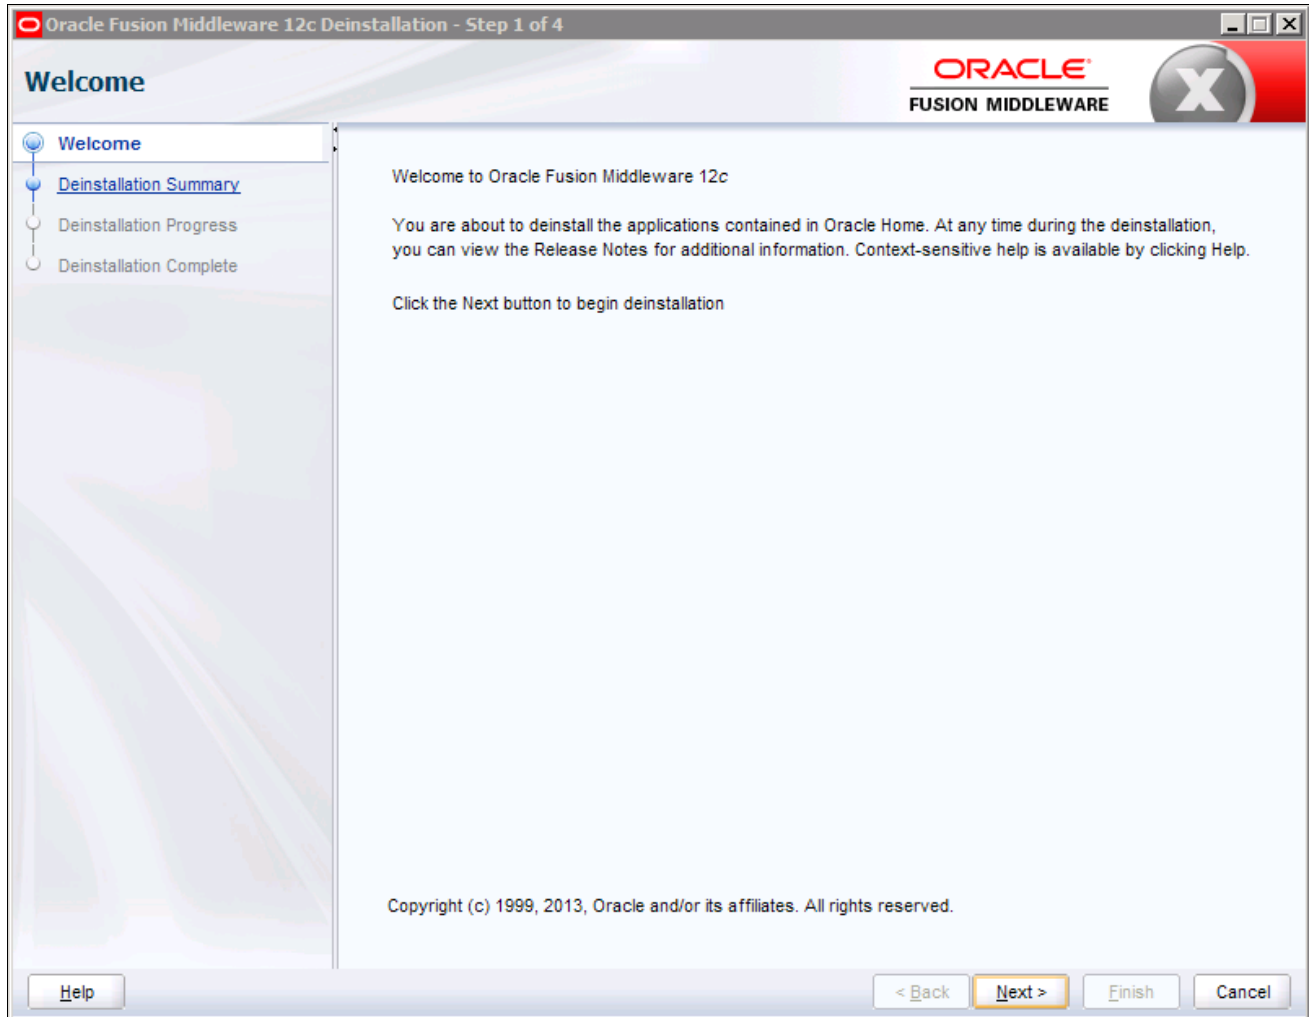 Oracle Fusion Middleware 12c Deinstallation - Step 1 of 4
Welcome
ORACLE
FUSION MIDDLEWARE
Welcome
Deinstallation Summary
Deinstallation Progress
Deinstallation Complete
Welcome to Oracle Fusion Middleware 12c
You are about to deinstall the applications contained in Oracle Home. At any time during the deinstallation,
you can view the Release Notes for additional information. Context-sensitive help is available by clicking Help.
Click the Next button to begin deinstallation
Copyright (c) 1999, 2013, Oracle and/or its affiliates. All rights reserved.
Help
< Back
Next >
Finish
Cancel